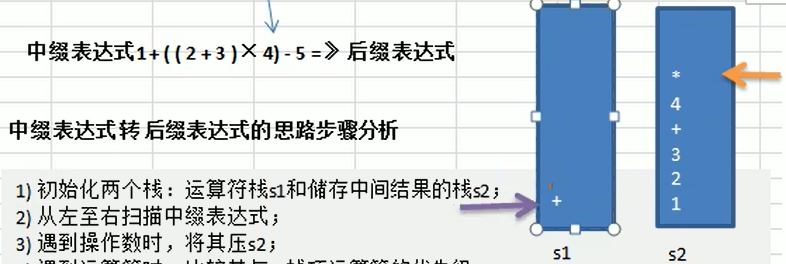 中缀表达式1+((2+3)×4)-5=》后缀表达式
中缀表达式转后缀表达式的思路步骤分析
1) 初始化两个栈：运算符栈s1和储存中间结果的栈s2；
2) 从左至右扫描中缀表达式；
3) 遇到操作数时，将其压s2；
+
s1
*
4
+
3
2
1
s2